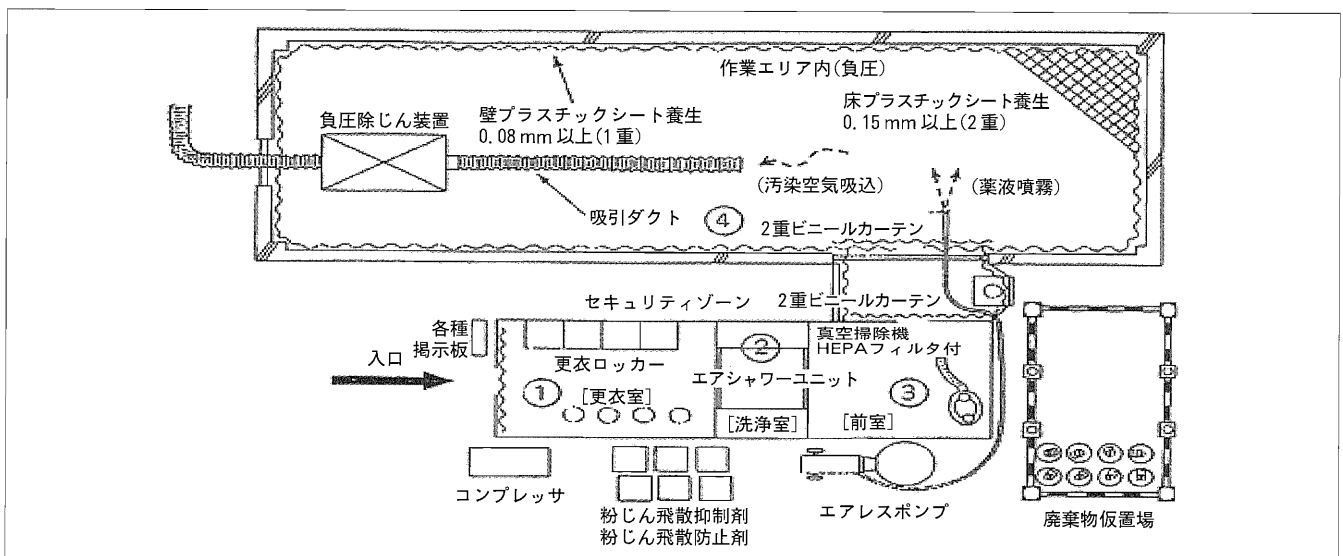 作業エリア内(負圧)
壁プラスチックシート養生
0.08 mm 以上(1重)
床プラスチックシート養生
0.15 mm 以上(2重)
負圧除じん装置
(汚染空気吸込)
(薬液噴霧)
吸引ダクト
④
2重ビニールカーテン
セキュリティゾーン
2重ビニールカーテン
各種
掲示板
入口
更衣ロッカー
①
[更衣室]
②
エアシャワーユニット
[洗浄室]
真空掃除機
HEPAフィルタ付
③
[前室]
コンプレッサ
粉じん飛散抑制剤
粉じん飛散防止剤
エアレスポンプ
廃棄物仮置場